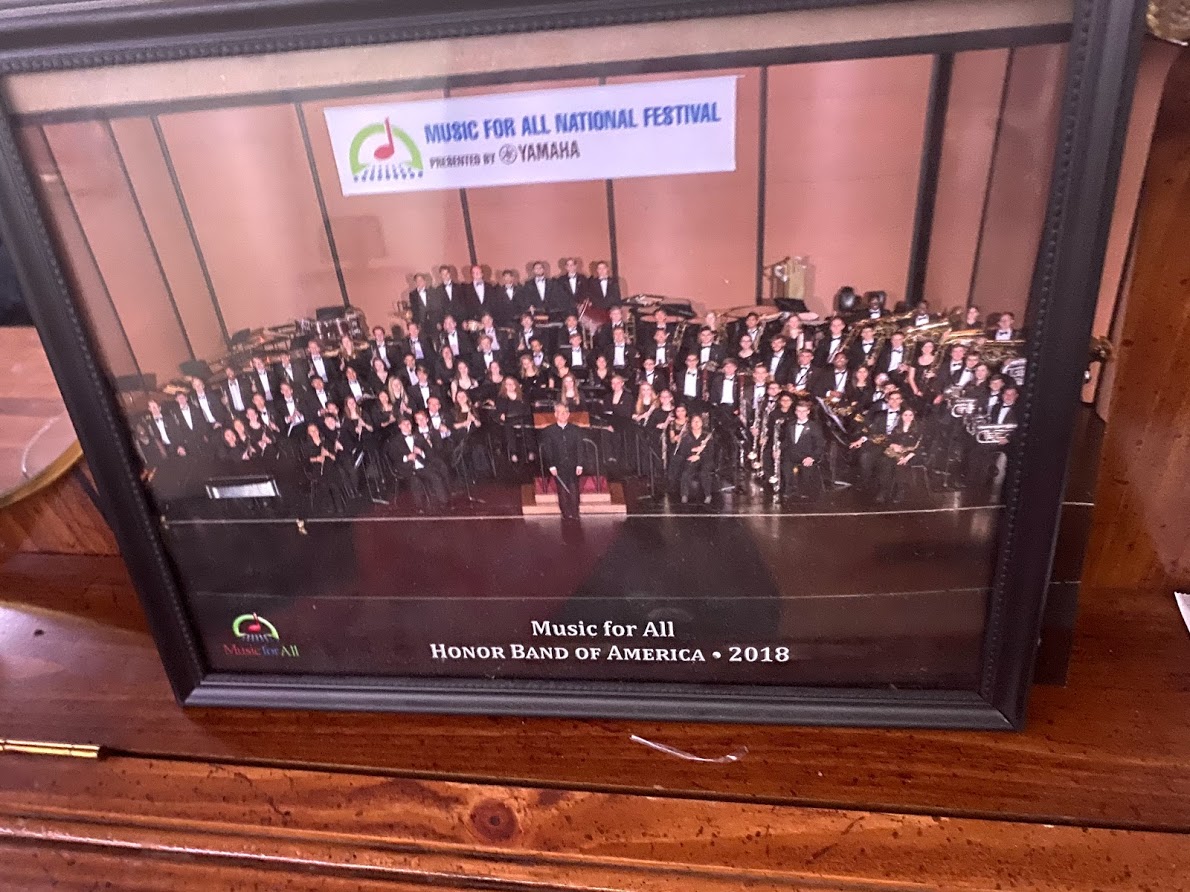 MUSIC FOR ALL NATIONAL FESTIVAL
PRESENTED BY YAMAHA
Music for All
HONOR BAND OF AMERICA • 2018
Music for All